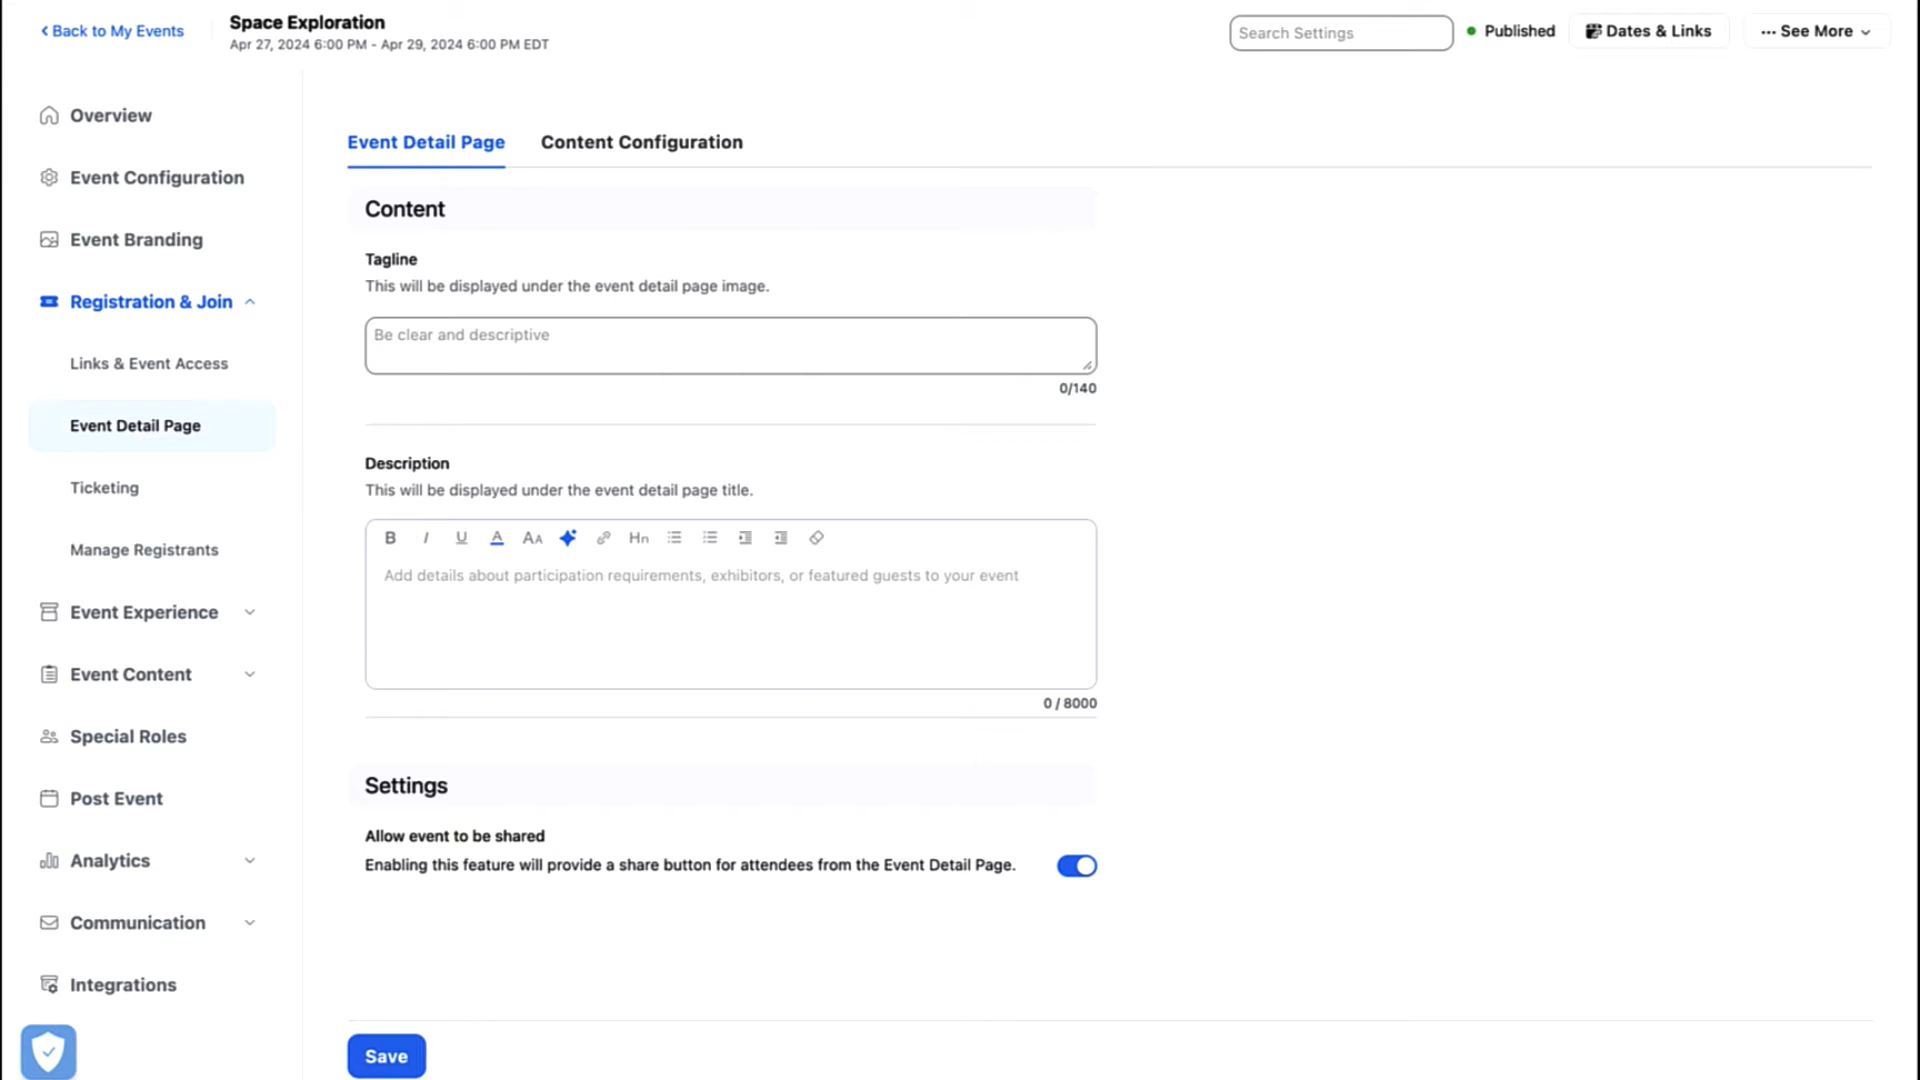 Back to My Events
Space Exploration
Apr 27, 2024 6:00 PM - Apr 29, 2024 6:00 PM EDT
Search Settings
Published
Dates & Links
··· See More
Overview
Event Configuration
Event Branding
Registration & Join
Links & Event Access
Event Detail Page
Ticketing
Manage Registrants
Event Experience
Event Content
Special Roles
Post Event
Analytics
Communication
Integrations
Event Detail Page
Content Configuration
Content
Tagline
This will be displayed under the event detail page image.
Be clear and descriptive
0/140
Description
This will be displayed under the event detail page title.
B I U A AA Hn
Add details about participation requirements, exhibitors, or featured guests to your event
0 / 8000
Settings
Allow event to be shared
Enabling this feature will provide a share button for attendees from the Event Detail Page.
Save